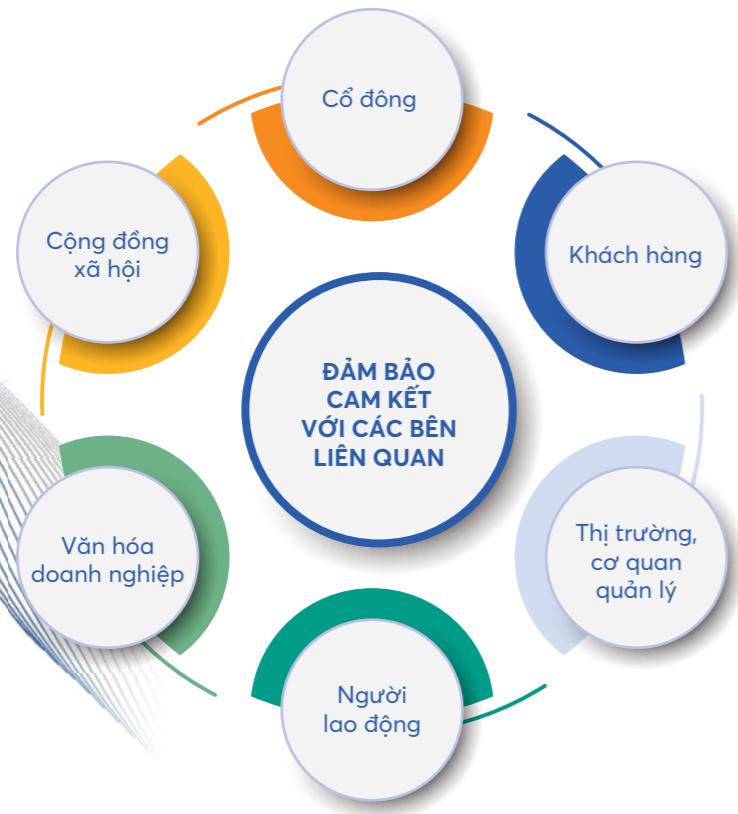 Cổ đông
Khách hàng
Thị trường,
cơ quan
quản lý
Người
lao động
Văn hóa
doanh nghiệp
Cộng đồng
xã hội
ĐẢM BẢO
CAM KẾT
VỚI CÁC BÊN
LIÊN QUAN